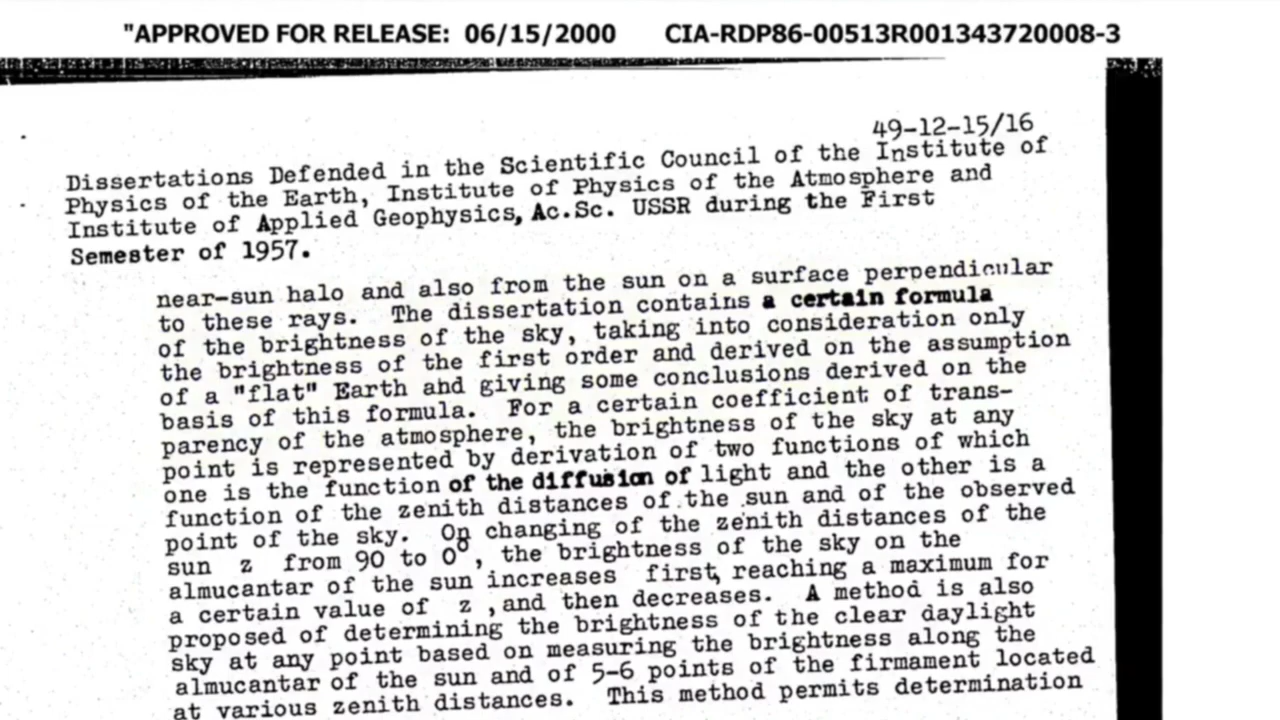 "APPROVED FOR RELEASE: 06/15/2000 CIA-RDP86-00513R001343720008-3
49-12-15/16
Dissertations Defended in the Scientific Council of the Institute of
Physics of the Earth, Institute of Physics of the Atmosphere and
Institute of Applied Geophysics, Ac.Sc. USSR during the First
Semester of 1957.
near-sun halo and also from the sun on a surface perpendicular
to these rays. The dissertation contains a certain formula
of the brightness of the sky, taking into consideration only
the brightness of the first order and derived on the assumption
of a "flat" Earth and giving some conclusions derived on the
basis of this formula. For a certain coefficient of trans-
parency of the atmosphere, the brightness of the sky at any
point is represented by derivation of two functions of which
one is the function of the diffusion of light and the other is a
function of the zenith distances of the sun and of the observed
point of the sky. On changing of the zenith distances of the
sun z from 90 to 0°, the brightness of the sky on the
almucantar of the sun increases first, reaching a maximum for
a certain value of z , and then decreases. A method is also
proposed of determining the brightness of the clear daylight
sky at any point based on measuring the brightness along the
almucantar of the sun and of 5-6 points of the firmament located
at various zenith distances. This method permits determination